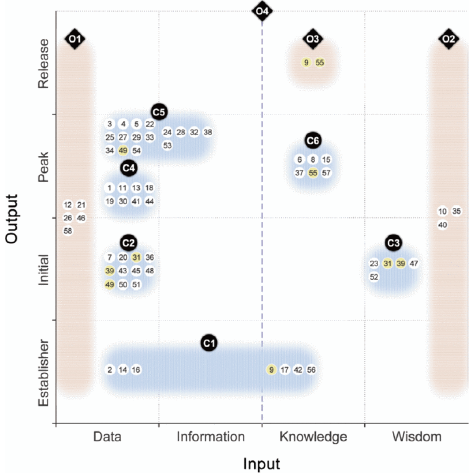 O4
O1
O3
O2
Release
9 55
C5
3 4 5 22
24 28 32 38
25 27 29 33
53
34 49 54
C6
Peak
6 8 15
37 55 57
C4
1 11 13 18
19 30 41 44
12 21
26 46
58
10 35
40
Output
C2
7 20 31 36
39 43 45 48
49 50 51
C3
23 31 39 47
52
Initial
C1
2 14 16
9 17 42 56
Establisher
Data
Information
Knowledge
Wisdom
Input